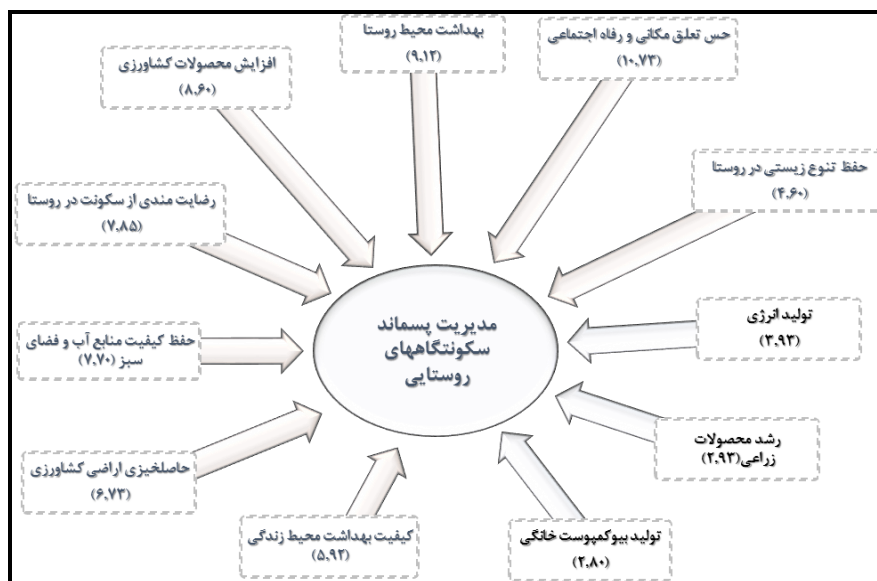 حس تعلق مکانی و رفاه اجتماعی
(۱۰.۷۳)
بهداشت محیط روستا
(۹.۱۲)
افزایش محصولات کشاورزی
(۸.۶۰)
رضایت مندی از سکونت در روستا
(۷.۸۵)
حفظ کیفیت منابع آب و فضای
سبز (۷.۷۰)
حاصلخیزی اراضی کشاورزی
(۶.۷۳)
کیفیت بهداشت محیط زندگی
(۵.۹۲)
حفظ تنوع زیستی در روستا
(۴.۶۰)
تولید انرژی
(۳.۹۳)
رشد محصولات
زراعی(۲.۹۳)
تولید بیوکمپوست خانگی
(۲.۸۰)
مدیریت پسماند
سکونتگاههای
روستایی